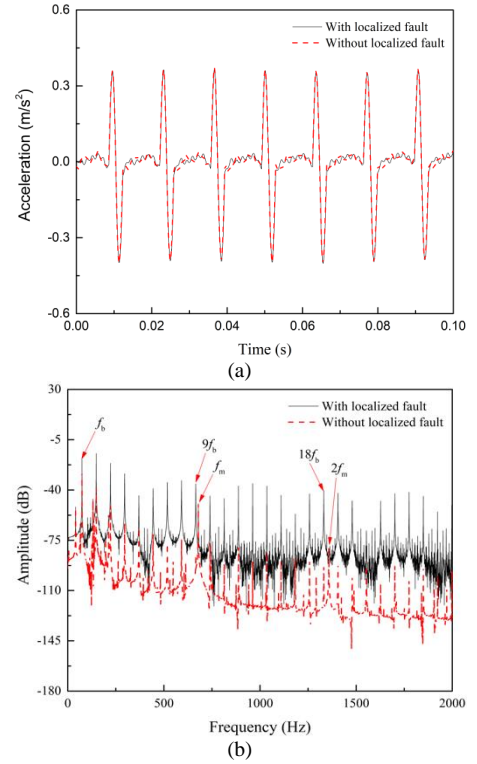 0.6
0.3
0.0
-0.3
-0.6
Acceleration (m/s²)
With localized fault
Without localized fault
0.00 0.02 0.04 0.06 0.08 0.10
Time (s)
(a)
30
-5
-40
-75
-110
-145
-180
Amplitude (dB)
With localized fault
Without localized fault
fb
9fb
fm
18fb
2fm
0 500 1000 1500 2000
Frequency (Hz)
(b)